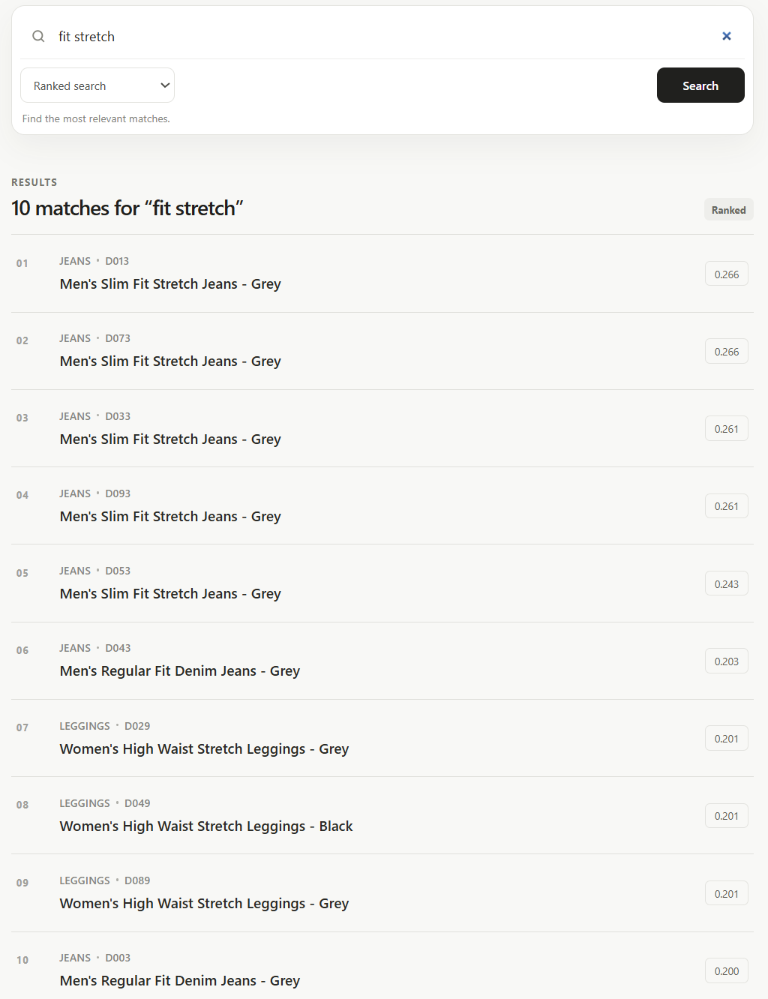 fit stretch
Ranked search
Search
Find the most relevant matches.
RESULTS
10 matches for “fit stretch”
Ranked
01
JEANS • D013
Men's Slim Fit Stretch Jeans - Grey
0.266
02
JEANS • D073
Men's Slim Fit Stretch Jeans - Grey
0.266
03
JEANS • D033
Men's Slim Fit Stretch Jeans - Grey
0.261
04
JEANS • D093
Men's Slim Fit Stretch Jeans - Grey
0.261
05
JEANS • D053
Men's Slim Fit Stretch Jeans - Grey
0.243
06
JEANS • D043
Men's Regular Fit Denim Jeans - Grey
0.203
07
LEGGINGS • D029
Women's High Waist Stretch Leggings - Grey
0.201
08
LEGGINGS • D049
Women's High Waist Stretch Leggings - Black
0.201
09
LEGGINGS • D089
Women's High Waist Stretch Leggings - Grey
0.201
10
JEANS • D003
Men's Regular Fit Denim Jeans - Grey
0.200